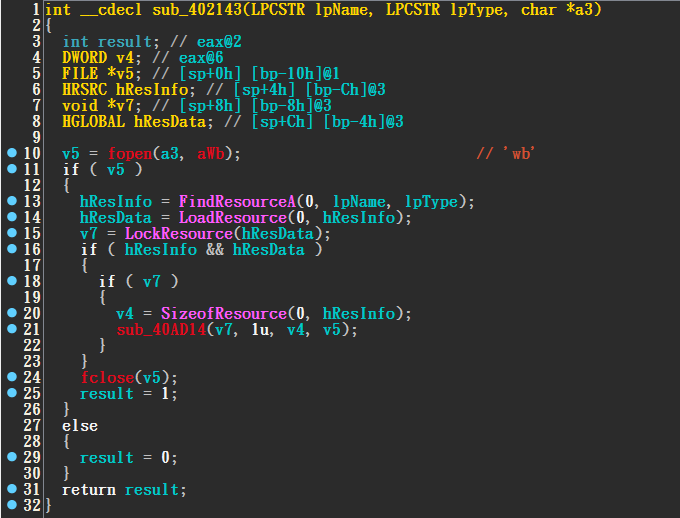 1 int __cdecl sub_402143(LPCSTR lpName, LPCSTR lpType, char *a3)
2 {
3   int result; // eax@2
4   DWORD v4; // eax@6
5   FILE *v5; // [sp+0h] [bp-10h]@1
6   HRSRC hResInfo; // [sp+4h] [bp-Ch]@3
7   void *v7; // [sp+8h] [bp-8h]@3
8   HGLOBAL hResData; // [sp+Ch] [bp-4h]@3
9
10   v5 = fopen(a3, aWb);                          // 'wb'
11   if ( v5 )
12   {
13     hResInfo = FindResourceA(0, lpName, lpType);
14     hResData = LoadResource(0, hResInfo);
15     v7 = LockResource(hResData);
16     if ( hResInfo && hResData )
17     {
18       if ( v7 )
19       {
20         v4 = SizeofResource(0, hResInfo);
21         sub_40AD14(v7, 1u, v4, v5);
22       }
23     }
24     fclose(v5);
25     result = 1;
26   }
27   else
28   {
29     result = 0;
30   }
31   return result;
32 }